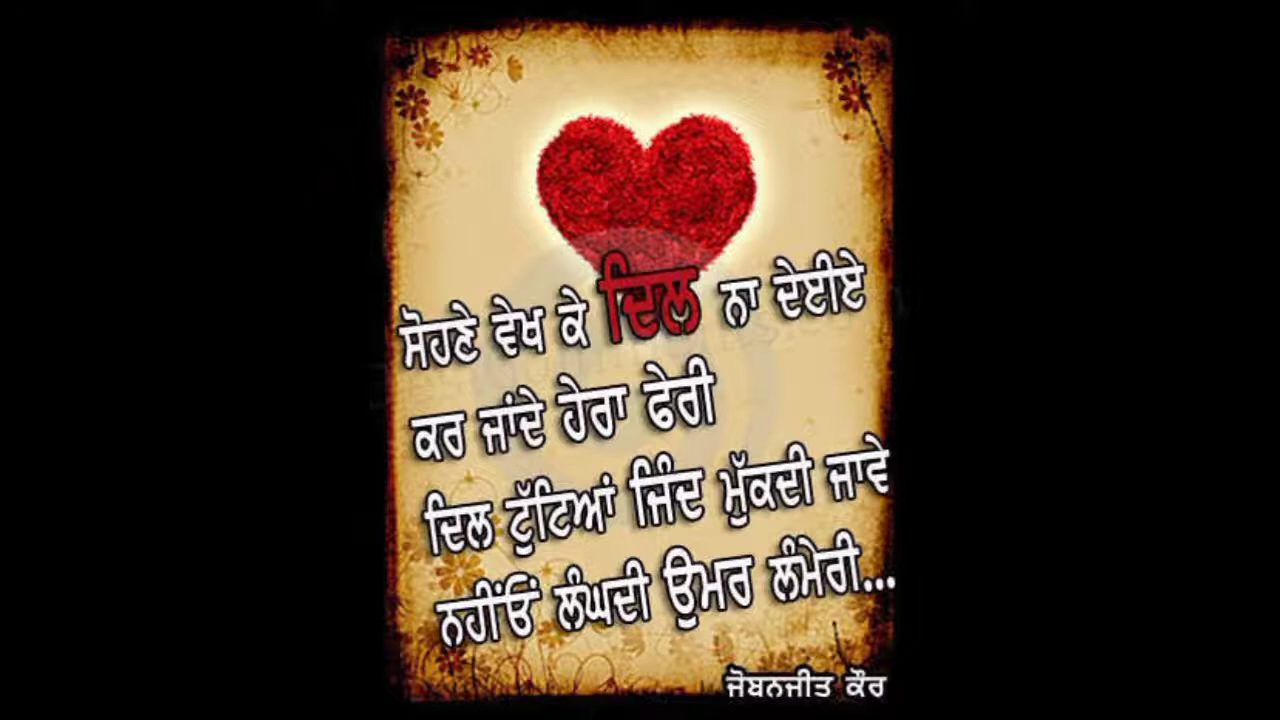 ਸੋਹਣੇ ਵੇਖ ਕੇ ਦਿਲ ਨਾ ਦੇਈਏ
ਕਰ ਜਾਂਦੇ ਹੇਰਾ ਫੇਰੀ
ਦਿਲ ਟੁੱਟਿਆਂ ਜਿੰਦ ਮੁੱਕਦੀ ਜਾਵੇ
ਨਹੀਂਓਂ ਲੰਘਦੀ ਉਮਰ ਲੰਮੇਰੀ...
ਜੋਬਨਜੀਤ ਕੌਰ